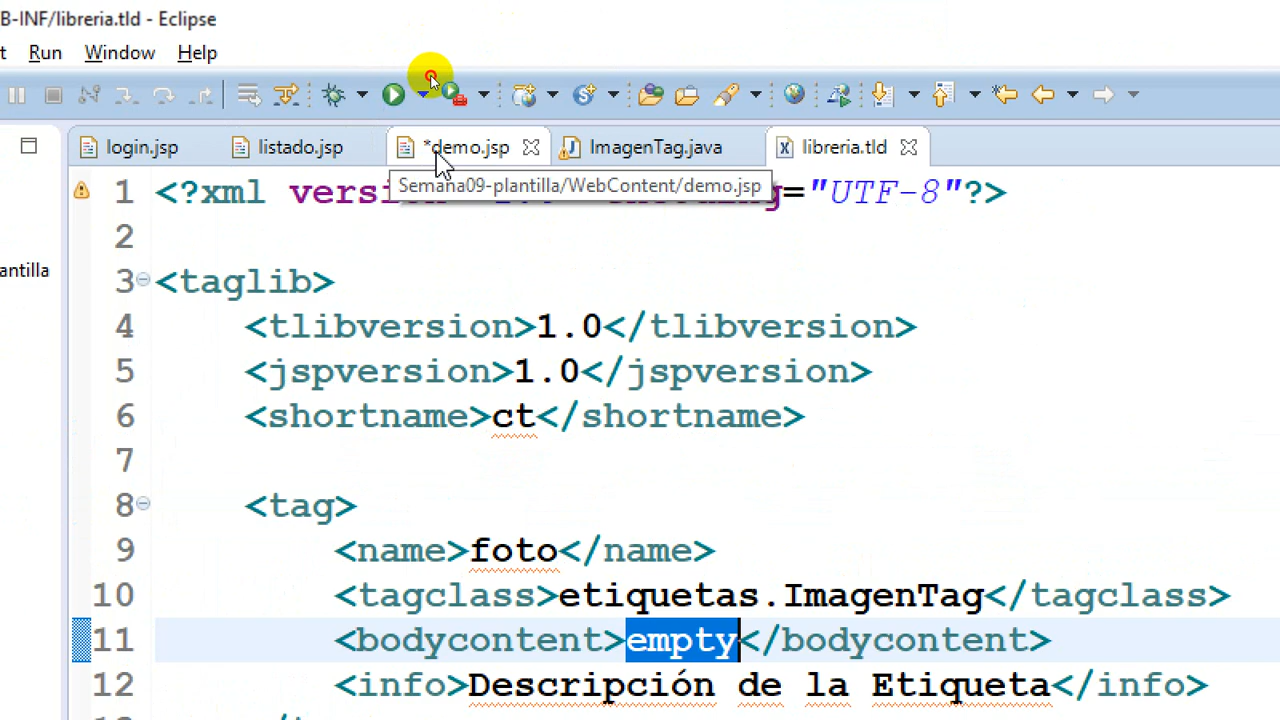 B-INF/libreria.tld - Eclipse
t Run Window Help
login.jsp listado.jsp *demo.jsp ImagenTag.java libreria.tld
Semana09-plantilla/WebContent/demo.jsp
1 <?xml ="UTF-8"?>
2
antilla
3 <taglib>
4 <tlibversion>1.0</tlibversion>
5 <jspversion>1.0</jspversion>
6 <shortname>ct</shortname>
7
8 <tag>
9 <name>foto</name>
10 <tagclass>etiquetas.ImagenTag</tagclass>
11 <bodycontent>empty</bodycontent>
12 <info>Descripción de la Etiqueta</info>